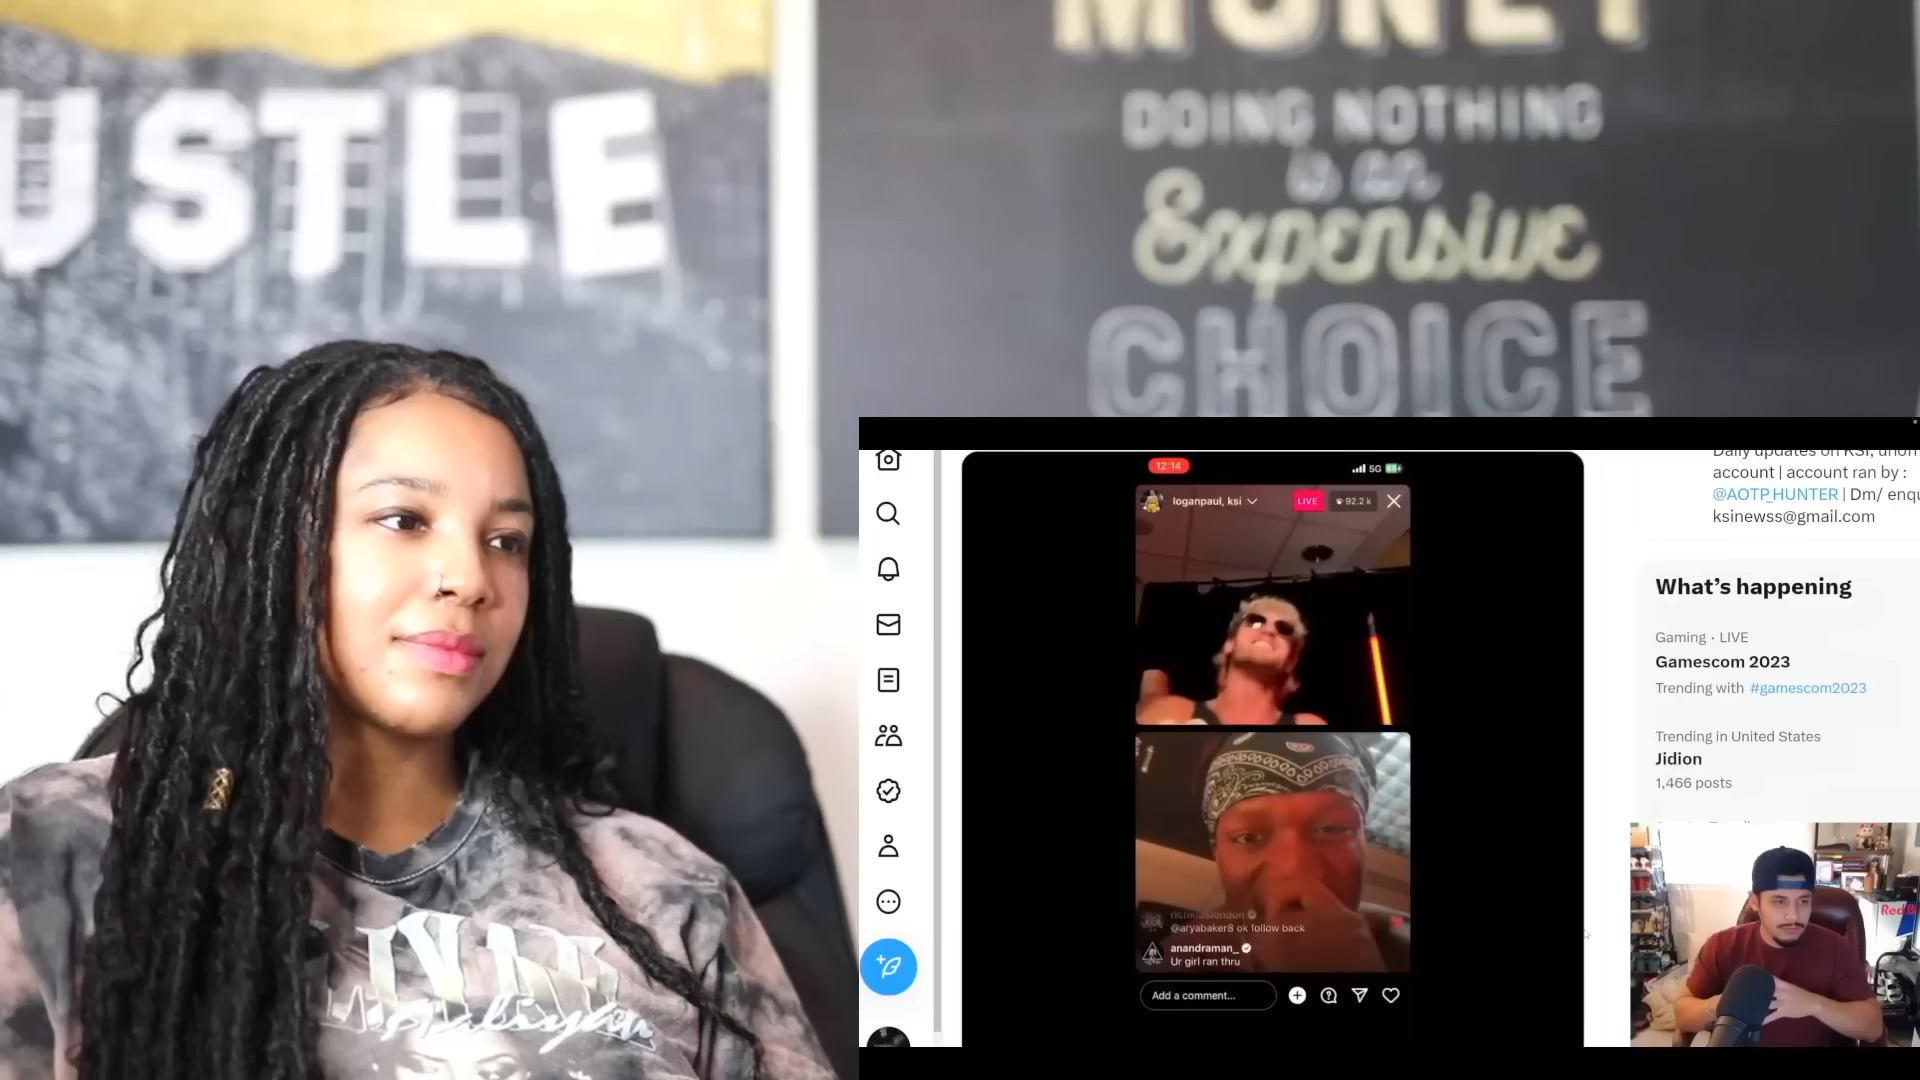 USTLE
MONEY
DOING NOTHING
is an
Expensive
CHOICE
12:14
5G
loganpaul, ksi
LIVE
92.2 k
@aryabaker8 ok follow back
anandraman_
Ur girl ran thru
Add a comment...
account | account ran by :
@AOTP_HUNTER | Dm/ enqu
ksinewss@gmail.com
What's happening
Gaming · LIVE
Gamescom 2023
Trending with #gamescom2023
Trending in United States
Jidion
1,466 posts